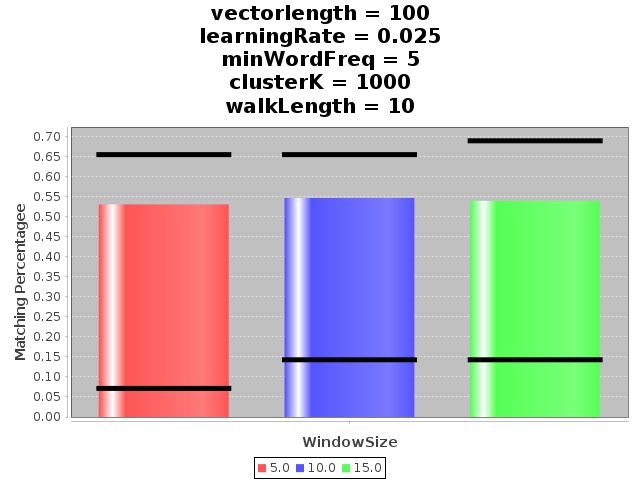 vectorlength = 100
learningRate = 0.025
minWordFreq = 5
clusterK = 1000
walkLength = 10
Matching Percentagee
0.70
0.65
0.60
0.55
0.50
0.45
0.40
0.35
0.30
0.25
0.20
0.15
0.10
0.05
0.00
WindowSize
5.0 10.0 15.0